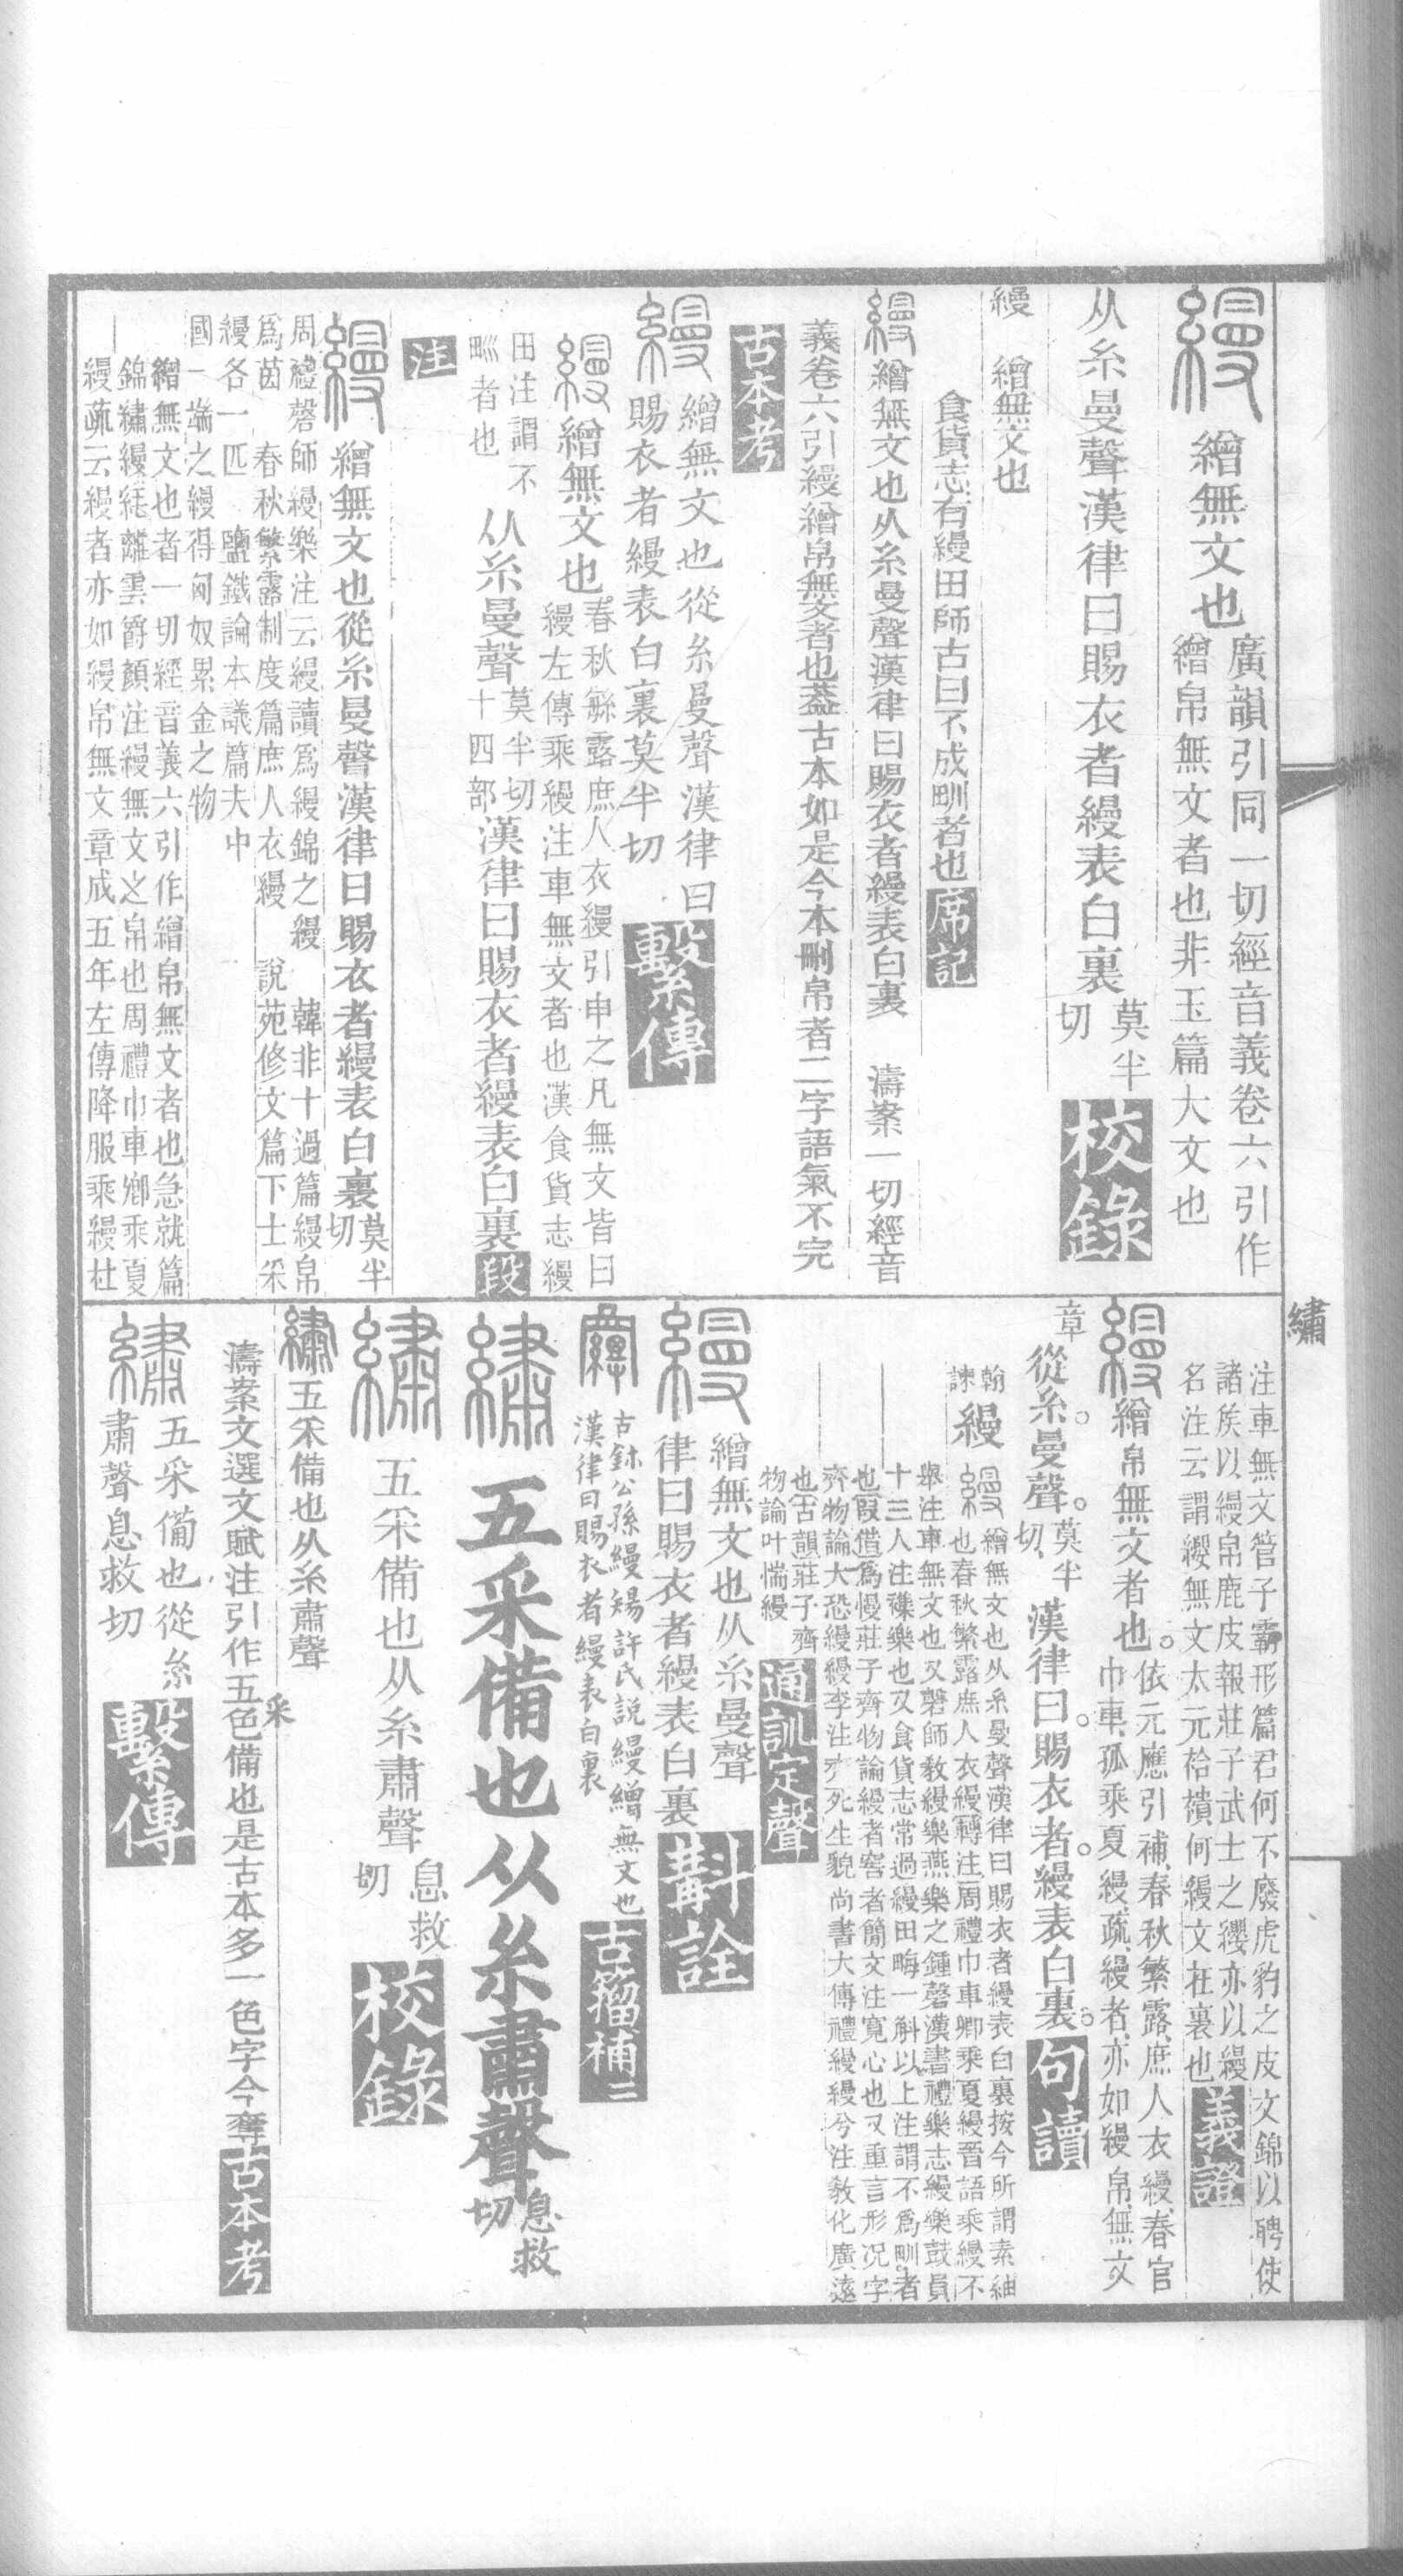 縵 繒無文也
廣韻引同一切經音義卷六引作
繒帛無文者也非玉篇大文也
从糸曼聲漢律曰賜衣者縵表白裏
莫半
切
校錄
縵 繒無文也
食貨志有縵田師古曰不成甽者也
席記
縵繒無文也从糸曼聲漢律曰賜衣者縵表白裏 濤案一切經音
義卷六引縵繒帛無文者也葢古本如是今本刪帛者二字語氣不完
古本考
縵繒無文也從糸曼聲漢律曰
賜衣者縵表白裏莫半切
繫傳
縵繒無文也
春秋緐露庶人衣縵引申之凡無文皆曰
縵左傳乘縵注車無文者也漢食貨志縵
田注謂不
甽者也
从糸曼聲
莫半切
十四部
漢律曰賜衣者縵表白裏
段
注
縵繒無文也從糸曼聲漢律曰賜衣者縵表白裏
莫半
切
周禮磬師縵樂注云縵讀爲縵錦之縵 韓非十過篇縵帛
爲茵 春秋繁露制度篇庶人衣縵 說苑修文篇下士采
縵各一匹 鹽鐵論本議篇夫中
國一端之縵得匈奴累金之物
繒無文也者一切經音義六引作繒帛無文者也急就篇
錦繡縵䋃離雲爵顏注縵無文之帛也周禮巾車鄉乘夏
縵疏云縵者亦如縵帛無文章成五年左傳降服乘縵杜
繡
注車無文管子霸形篇君何不廢虎豹之皮文錦以聘使
諸矦以縵帛鹿皮報莊子武士之纓亦以縵
名注云謂纓無文太元袷禶何縵文在裏也
義證
縵繒帛無文者也
依元應引補春秋繁露庶人衣縵春官
巾車孤乘夏縵疏縵者亦如縵帛無文
章
從糸曼聲
莫半
切
漢律曰賜衣者縵表白裏
句讀
翰
諫
縵
縵繒無文也从糸曼聲漢律曰賜衣者縵表白裏按今所謂素紬
也春秋繁露庶人衣縵轉注周禮巾車卿乘夏縵晉語乘縵不
舉注車無文也又磬師敎縵樂燕樂之鍾磬漢書禮樂志縵樂鼓員
十三人注襍樂也又食貨志常過縵田畮一斛以上注謂不爲甽者
也叚借爲慢莊子齊物論縵者窖者簡文注寬心也又重言形況字
齊物論大恐縵縵李注齐死生貌尚書大傳禮縵縵兮注敎化廣遠
也古韻莊子齊
物論叶惴縵
通訓定聲
縵繒無文也从糸曼聲
律曰賜衣者縵表白裏
斠詮
古鉨公孫縵鍚許氏說縵繒無文也
漢律曰賜衣者縵表白裏
古籀補二
繡 五采備也从糸肅聲
息救
切
繡 五采備也从糸肅聲
息救
切
校錄
繡五采備也从糸肅聲
采
濤案文選文賦注引作五色備也是古本多一色字今奪
古本考
繡五采備也從糸
肅聲息救切
繫傳